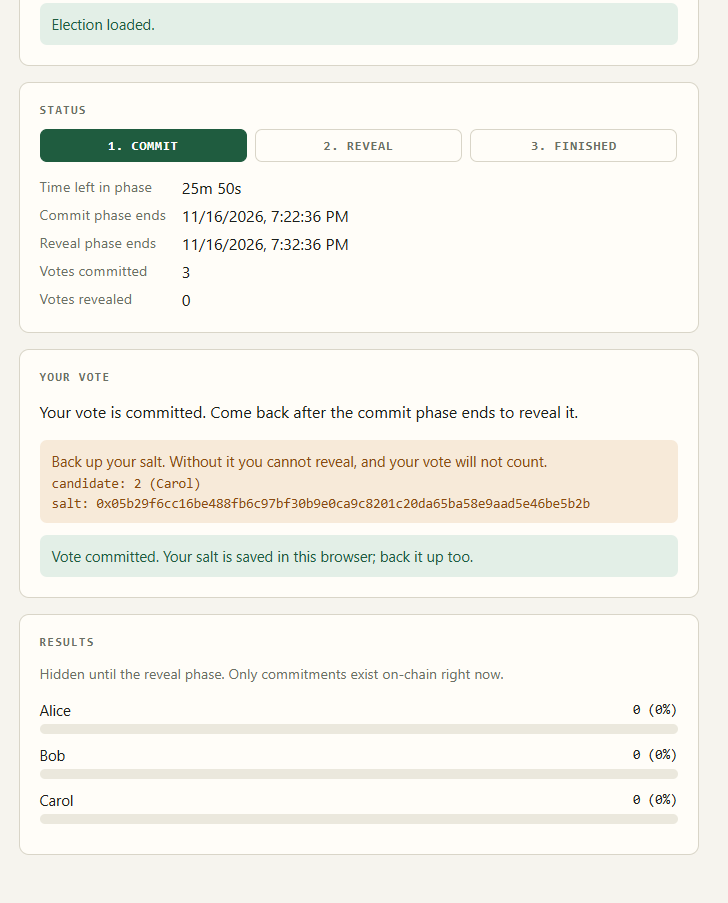 Election loaded.
STATUS
1. COMMIT
2. REVEAL
3. FINISHED
Time left in phase 25m 50s
Commit phase ends 11/16/2026, 7:22:36 PM
Reveal phase ends 11/16/2026, 7:32:36 PM
Votes committed 3
Votes revealed 0
YOUR VOTE
Your vote is committed. Come back after the commit phase ends to reveal it.
Back up your salt. Without it you cannot reveal, and your vote will not count.
candidate: 2 (Carol)
salt: 0x05b29f6cc16be488fb6c97bf30b9e0ca9c8201c20da65ba58e9aad5e46be5b2b
Vote committed. Your salt is saved in this browser; back it up too.
RESULTS
Hidden until the reveal phase. Only commitments exist on-chain right now.
Alice 0 (0%)
Bob 0 (0%)
Carol 0 (0%)